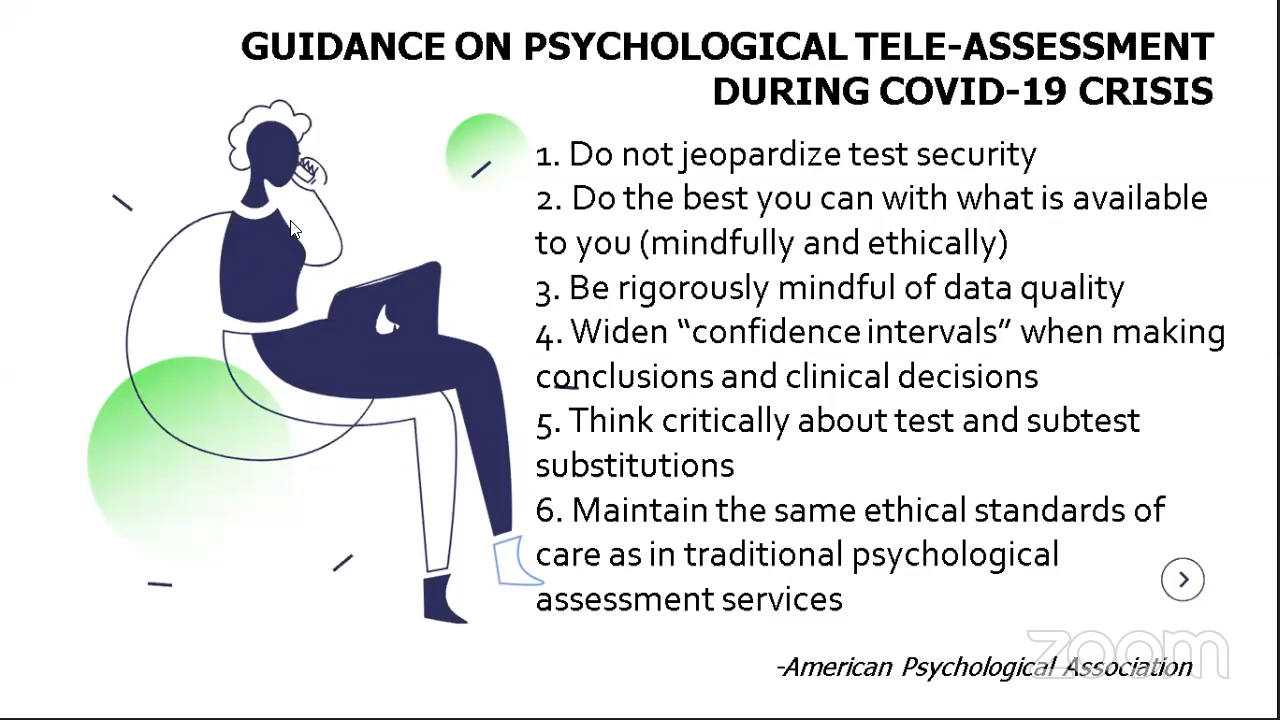 GUIDANCE ON PSYCHOLOGICAL TELE-ASSESSMENT
DURING COVID-19 CRISIS
1. Do not jeopardize test security
2. Do the best you can with what is available
to you (mindfully and ethically)
3. Be rigorously mindful of data quality
4. Widen “confidence intervals” when making
conclusions and clinical decisions
5. Think critically about test and subtest
substitutions
6. Maintain the same ethical standards of
care as in traditional psychological
assessment services
-American Psychological Association
zoom